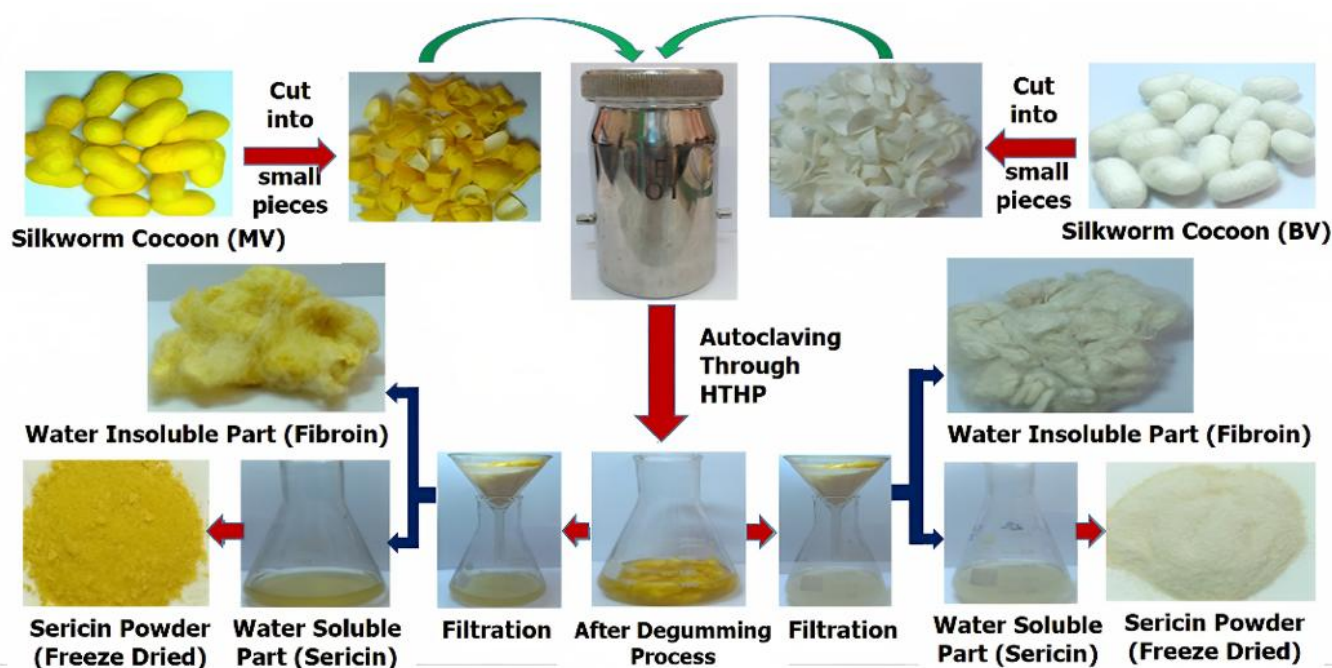 Cut
into
small
pieces
Cut
into
small
pieces
Silkworm Cocoon (MV)
Silkworm Cocoon (BV)
Autoclaving
Through
HTHP
Water Insoluble Part (Fibroin)
Water Insoluble Part (Fibroin)
Sericin Powder
(Freeze Dried)
Water Soluble
Part (Sericin)
Filtration
After Degumming
Process
Filtration
Water Soluble
Part (Sericin)
Sericin Powder
(Freeze Dried)